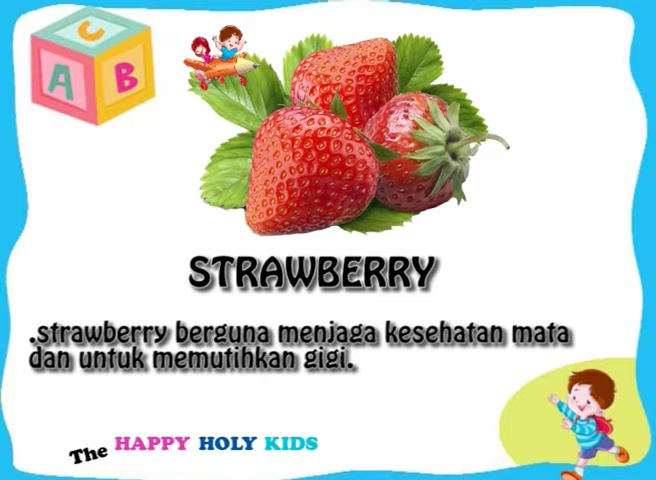 C
A B
STRAWBERRY
.strawberry berguna menjaga kesehatan mata
dan untuk memutihkan gigi.
The HAPPY HOLY KIDS